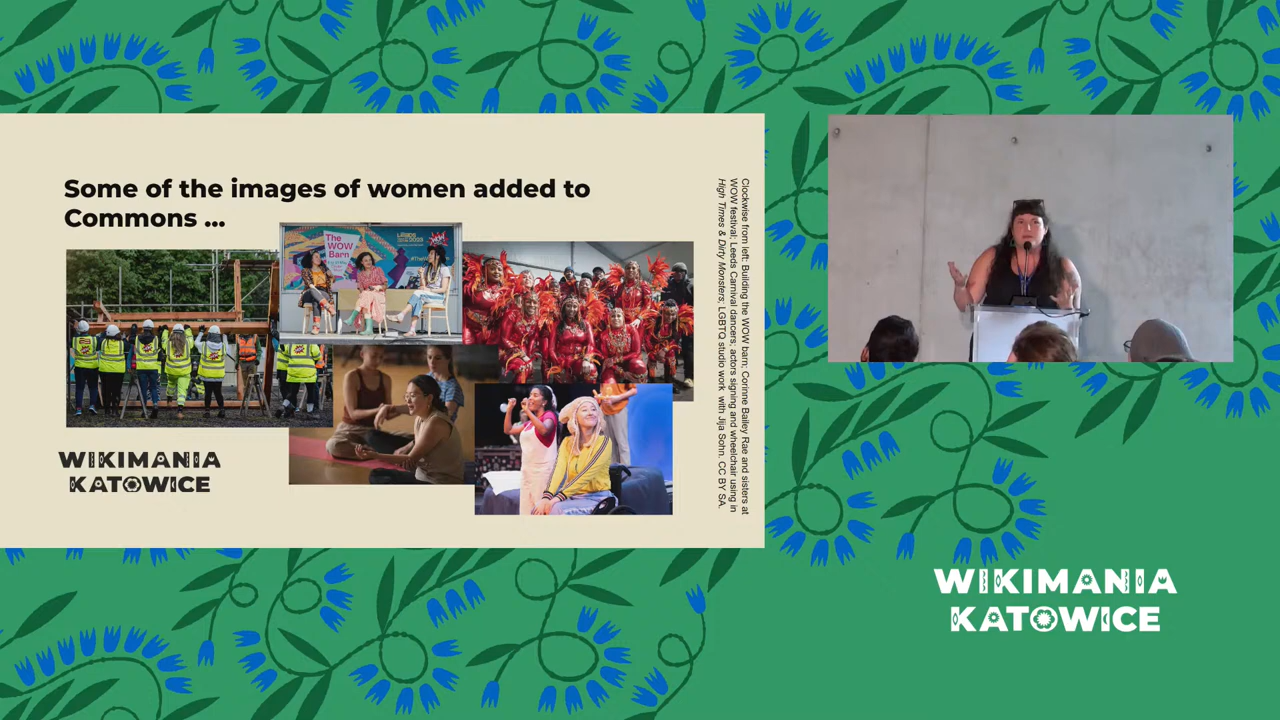 Some of the images of women added to
Commons ...
The
WOW
Barn
LEEDS
2023
Clockwise from left: Building the WOW barn; Corinne Bailey Rae and sisters at
WOW festival; Leeds Carnival dancers; actors signing and wheelchair using in
High Times & Dirty Monsters; LGBTQ studio work with Jija Sohn. CC BY SA.
WIKIMANIA
KATOWICE
WIKIMANIA
KATOWICE